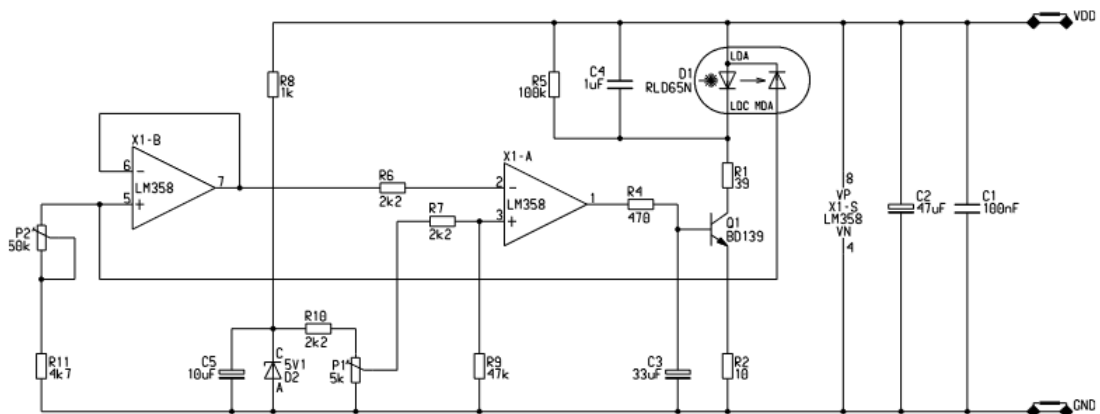 VDD
R8
1k
R5
100k
C4
1uF
D1
RLD65N
LDA
LDC MDA
X1-B
6
5
7
LM358
R6
2k2
R7
2k2
X1-A
2
3
1
LM358
R4
470
R1
39
Q1
BD139
8
VP
X1-S
LM358
VN
4
C2
47uF
C1
100nF
P2
50k
R10
2k2
R11
4k7
C5
10uF
C
5V1
D2
A
P1
5k
R9
47k
C3
33uF
R2
10
GND